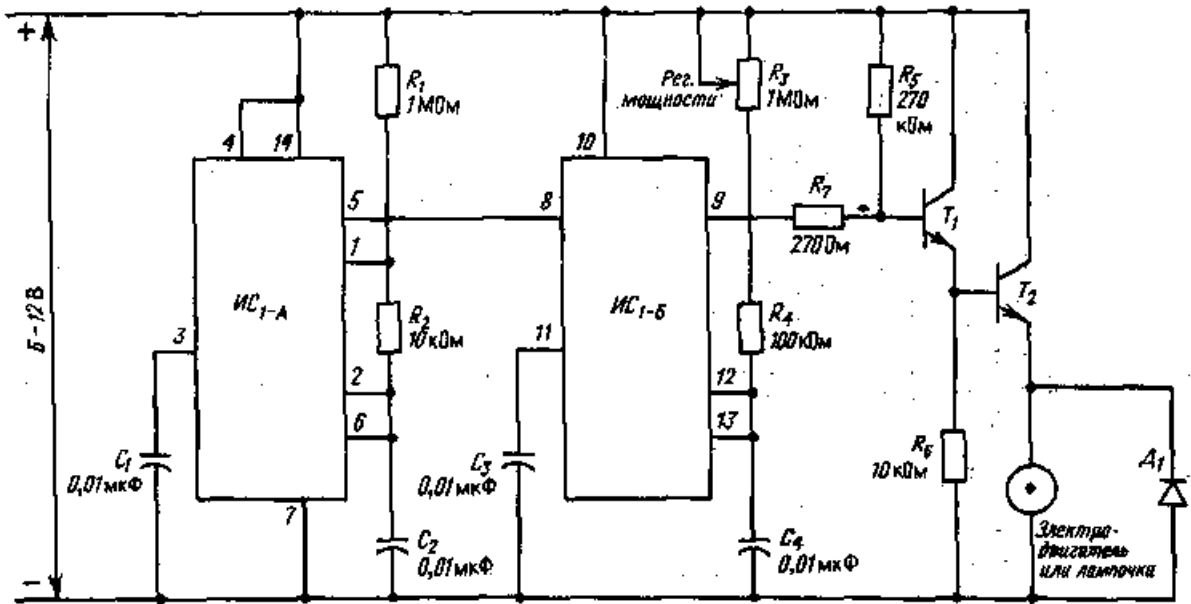 +
Б – 12 В
–
4
14
5
1
3
2
6
7
ИС1-А
C1
0,01 мкФ
R1
1 МОм
R2
10 кОм
C2
0,01 мкФ
10
8
9
11
12
13
ИС1-Б
C3
0,01 мкФ
Рег.
мощности
R3
1 МОм
R4
100 кОм
C4
0,01 мкФ
R5
270
кОм
R7
270 Ом
T1
T2
R6
10 кОм
Д1
Электро-
двигатель
или лампочка